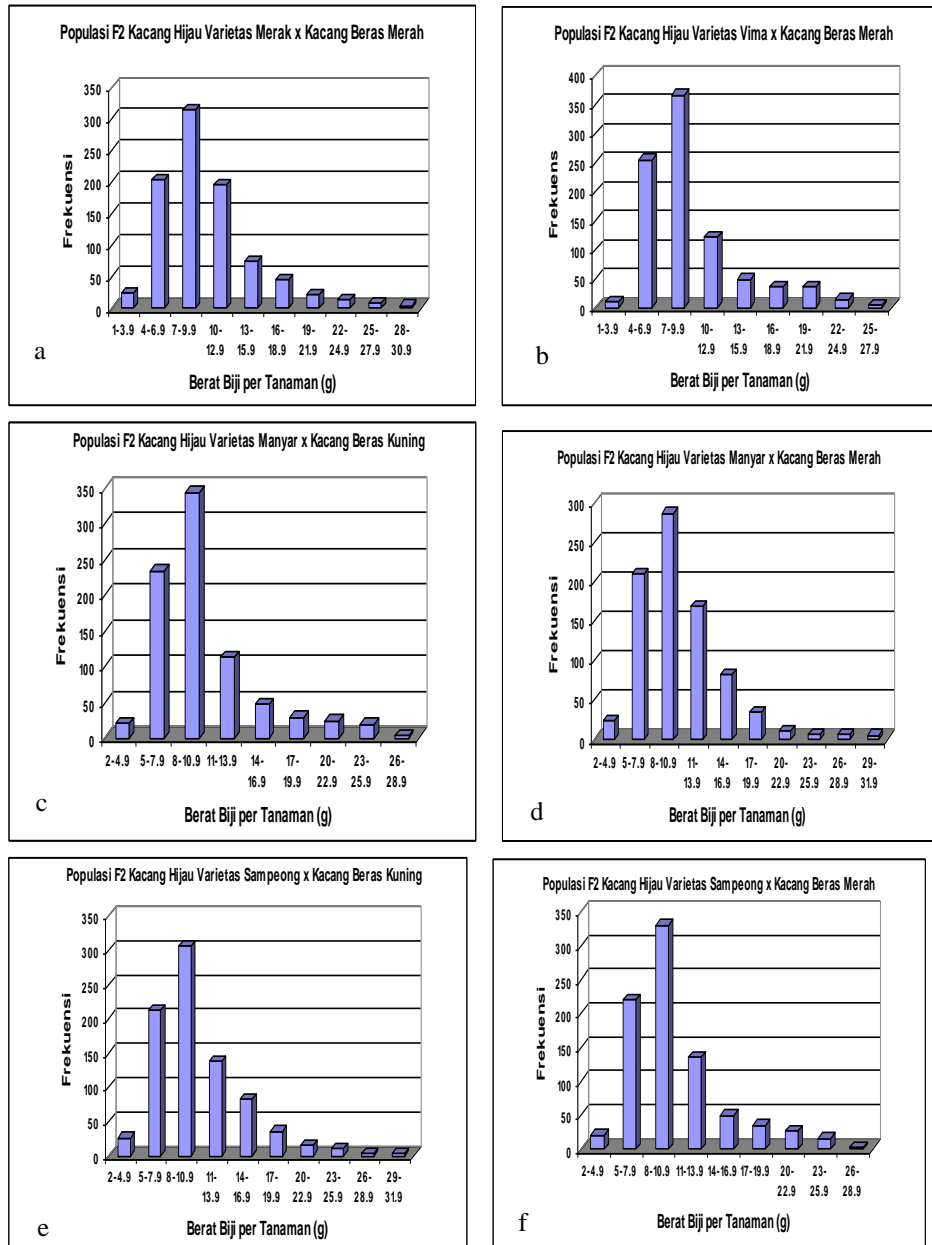 Populasi F2 Kacang Hijau Varietas Merak x Kacang Beras Merah
Frekuensi
350
300
250
200
150
100
50
0
1-3.9 4-6.9 7-9.9 10- 13- 16- 19- 22- 25- 28-
12.9 15.9 18.9 21.9 24.9 27.9 30.9
Berat Biji per Tanaman (g)
a
Populasi F2 Kacang Hijau Varietas Vima x Kacang Beras Merah
Frekuens
400
350
300
250
200
150
100
50
0
1-3.9 4-6.9 7-9.9 10- 13- 16- 19- 22- 25-
12.9 15.9 18.9 21.9 24.9 27.9
Berat Biji per Tanaman (g)
b
Populasi F2 Kacang Hijau Varietas Manyar x Kacang Beras Kuning
Frekuensi
350
300
250
200
150
100
50
0
2-4.9 5-7.9 8-10.9 11-13.9 14- 17- 20- 23- 26-
16.9 19.9 22.9 25.9 28.9
Berat Biji per Tanaman (g)
c
Populasi F2 Kacang Hijau Varietas Manyar x Kacang Beras Merah
Frekuensi
300
250
200
150
100
50
0
2-4.9 5-7.9 8-10.9 11- 14- 17- 20- 23- 26- 29-
13.9 16.9 19.9 22.9 25.9 28.9 31.9
Berat Biji per Tanaman (g)
d
Populasi F2 Kacang Hijau Varietas Sampeong x Kacang Beras Kuning
Frekuensi
350
300
250
200
150
100
50
0
2-4.9 5-7.9 8-10.9 11- 14- 17- 20- 23- 26- 29-
13.9 16.9 19.9 22.9 25.9 28.9 31.9
Berat Biji per Tanaman (g)
e
Populasi F2 Kacang Hijau Varietas Sampeong x Kacang Beras Merah
Frekuensi
350
300
250
200
150
100
50
0
2-4.9 5-7.9 8-10.9 11-13.9 14-16.9 17-19.9 20- 23- 26-
22.9 25.9 28.9
Berat Biji per Tanaman (g)
f